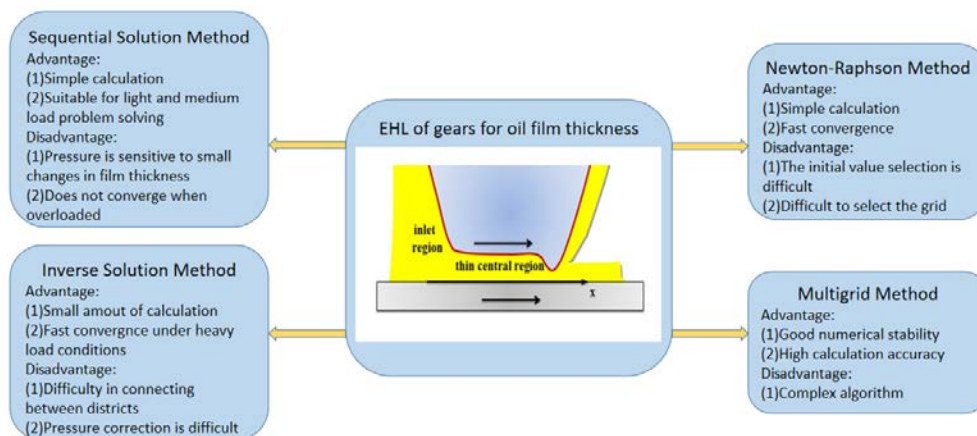 Sequential Solution Method
Advantage:
(1)Simple calculation
(2)Suitable for light and medium
load problem solving
Disadvantage:
(1)Pressure is sensitive to small
changes in film thickness
(2)Does not converge when
overloaded
Inverse Solution Method
Advantage:
(1)Small amout of calculation
(2)Fast convergnce under heavy
load conditions
Disadvantage:
(1)Difficulty in connecting
between districts
(2)Pressure correction is difficult
EHL of gears for oil film thickness
inlet
region
thin central region
x
Newton-Raphson Method
Advantage:
(1)Simple calculation
(2)Fast convergence
Disadvantage:
(1)The initial value selection is
difficult
(2)Difficult to select the grid
Multigrid Method
Advantage:
(1)Good numerical stability
(2)High calculation accuracy
Disadvantage:
(1)Complex algorithm